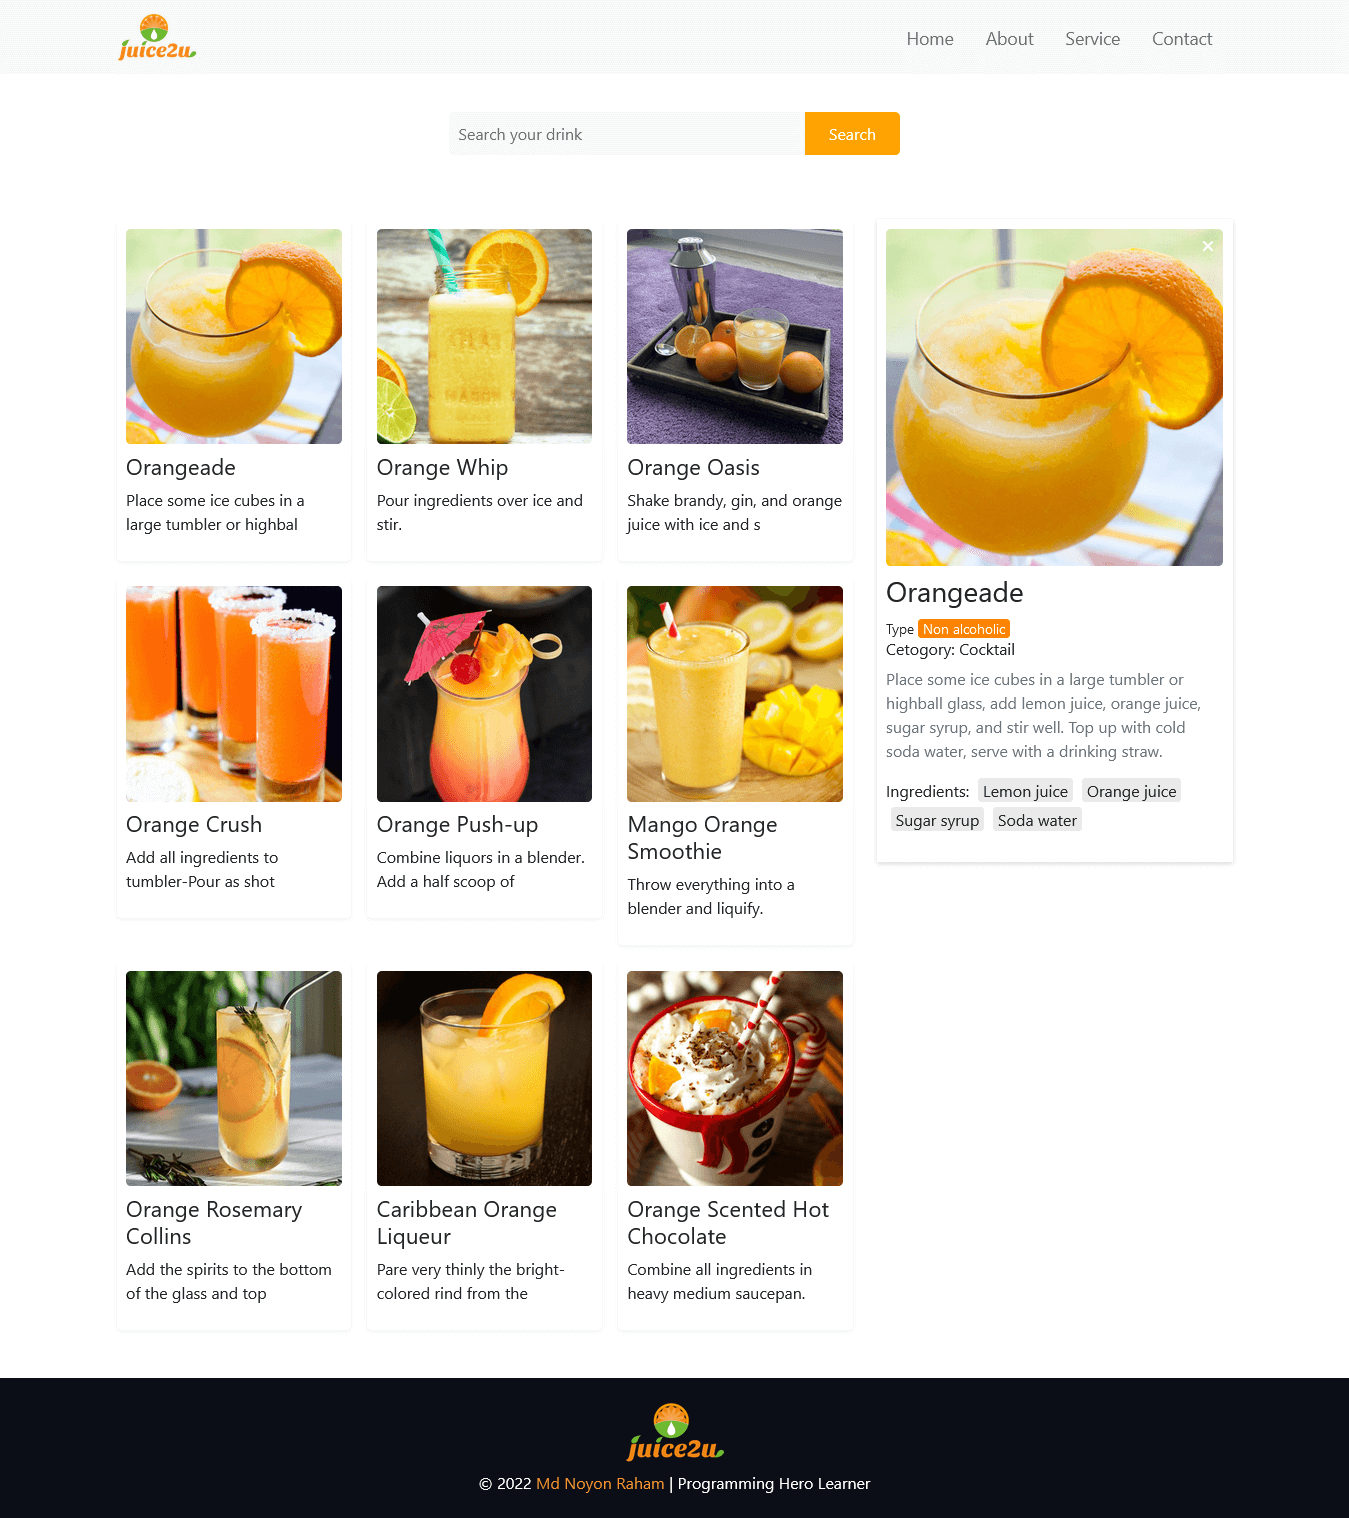 juice2u
Home About Service Contact
Search your drink Search
Orangeade
Place some ice cubes in a
large tumbler or highbal
Orange Whip
Pour ingredients over ice and
stir.
Orange Oasis
Shake brandy, gin, and orange
juice with ice and s
Orange Crush
Add all ingredients to
tumbler-Pour as shot
Orange Push-up
Combine liquors in a blender.
Add a half scoop of
Mango Orange
Smoothie
Throw everything into a
blender and liquify.
Orange Rosemary
Collins
Add the spirits to the bottom
of the glass and top
Caribbean Orange
Liqueur
Pare very thinly the bright-
colored rind from the
Orange Scented Hot
Chocolate
Combine all ingredients in
heavy medium saucepan.
×
Orangeade
Type Non alcoholic
Cetogory: Cocktail
Place some ice cubes in a large tumbler or
highball glass, add lemon juice, orange juice,
sugar syrup, and stir well. Top up with cold
soda water, serve with a drinking straw.
Ingredients: Lemon juice Orange juice
Sugar syrup Soda water
juice2u
© 2022 Md Noyon Raham | Programming Hero Learner